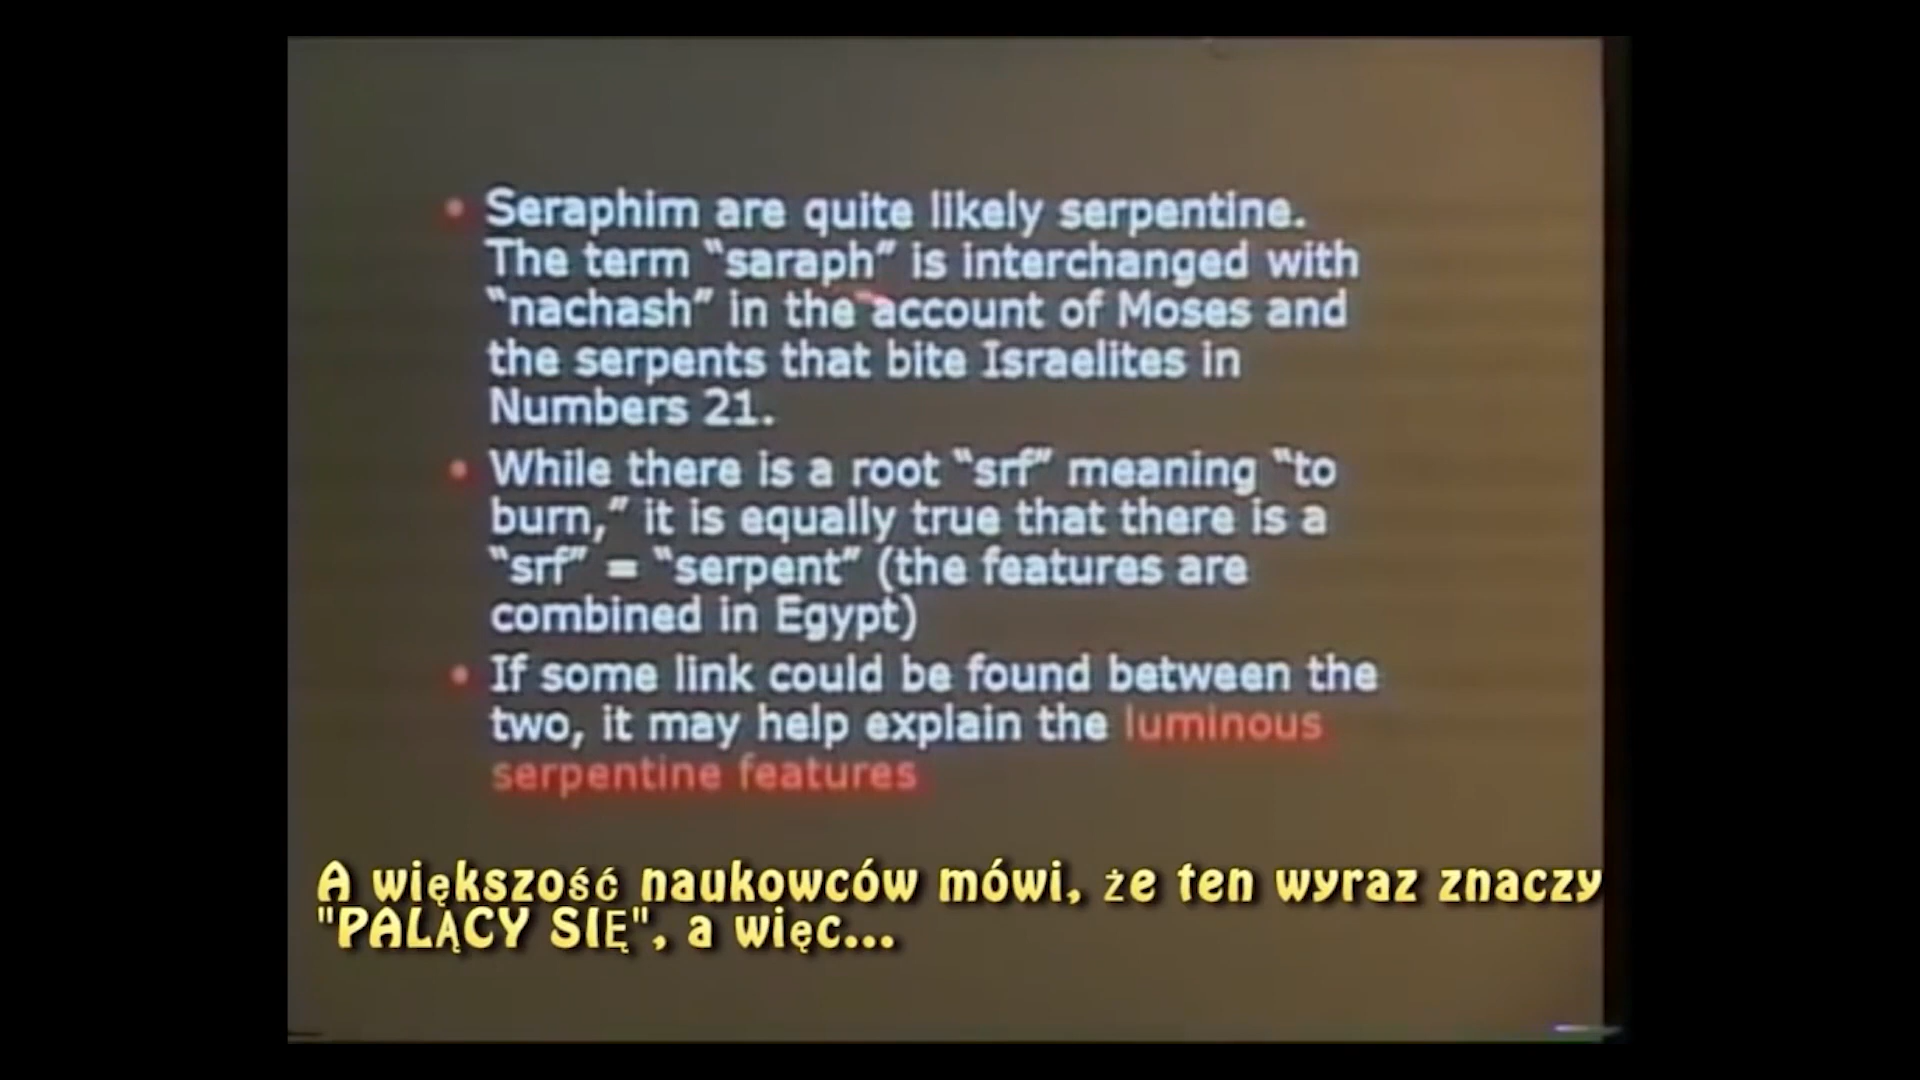 • Seraphim are quite likely serpentine.
The term “saraph” is interchanged with
“nachash” in the account of Moses and
the serpents that bite Israelites in
Numbers 21.
• While there is a root “srf” meaning “to
burn,” it is equally true that there is a
“srf” = “serpent” (the features are
combined in Egypt)
• If some link could be found between the
two, it may help explain the luminous
serpentine features
A większość naukowców mówi, że ten wyraz znaczy
"PALĄCY SIĘ", a więc...